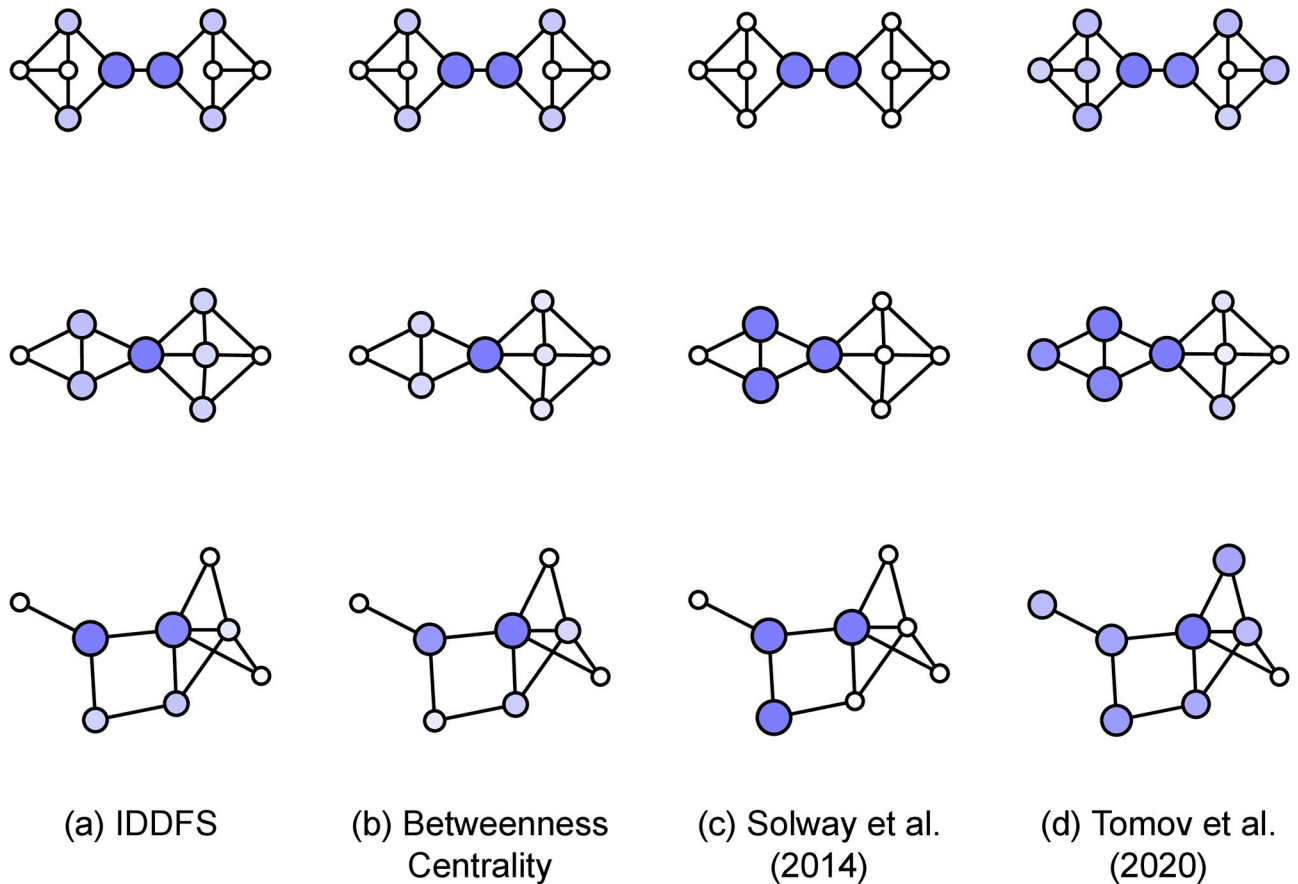 (a) IDDFS
(b) Betweenness
Centrality
(c) Solway et al.
(2014)
(d) Tomov et al.
(2020)